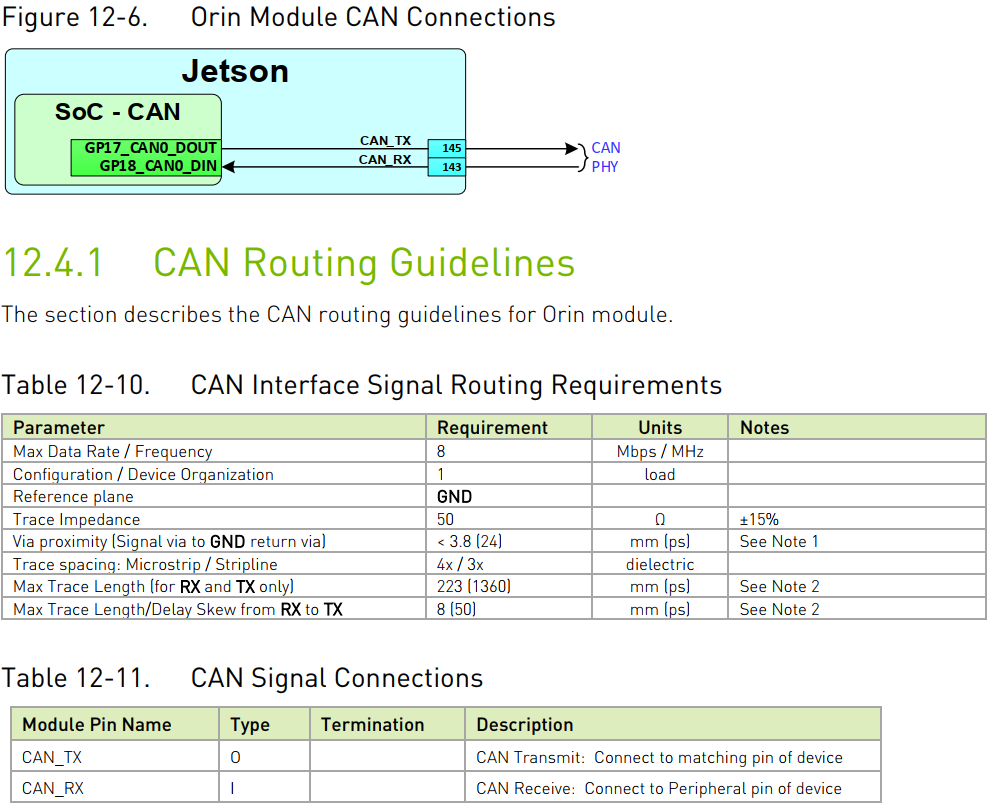 Figure 12-6. Orin Module CAN Connections
Jetson
SoC - CAN
GP17_CAN0_DOUT CAN_TX 145 CAN
GP18_CAN0_DIN CAN_RX 143 PHY
12.4.1 CAN Routing Guidelines
The section describes the CAN routing guidelines for Orin module.
Table 12-10. CAN Interface Signal Routing Requirements
Parameter Requirement Units Notes
Max Data Rate / Frequency 8 Mbps / MHz
Configuration / Device Organization 1 load
Reference plane GND
Trace Impedance 50 Ω ±15%
Via proximity (Signal via to GND return via) < 3.8 (24) mm (ps) See Note 1
Trace spacing: Microstrip / Stripline 4x / 3x dielectric
Max Trace Length (for RX and TX only) 223 (1360) mm (ps) See Note 2
Max Trace Length/Delay Skew from RX to TX 8 (50) mm (ps) See Note 2
Table 12-11. CAN Signal Connections
Module Pin Name Type Termination Description
CAN_TX O CAN Transmit: Connect to matching pin of device
CAN_RX I CAN Receive: Connect to Peripheral pin of device